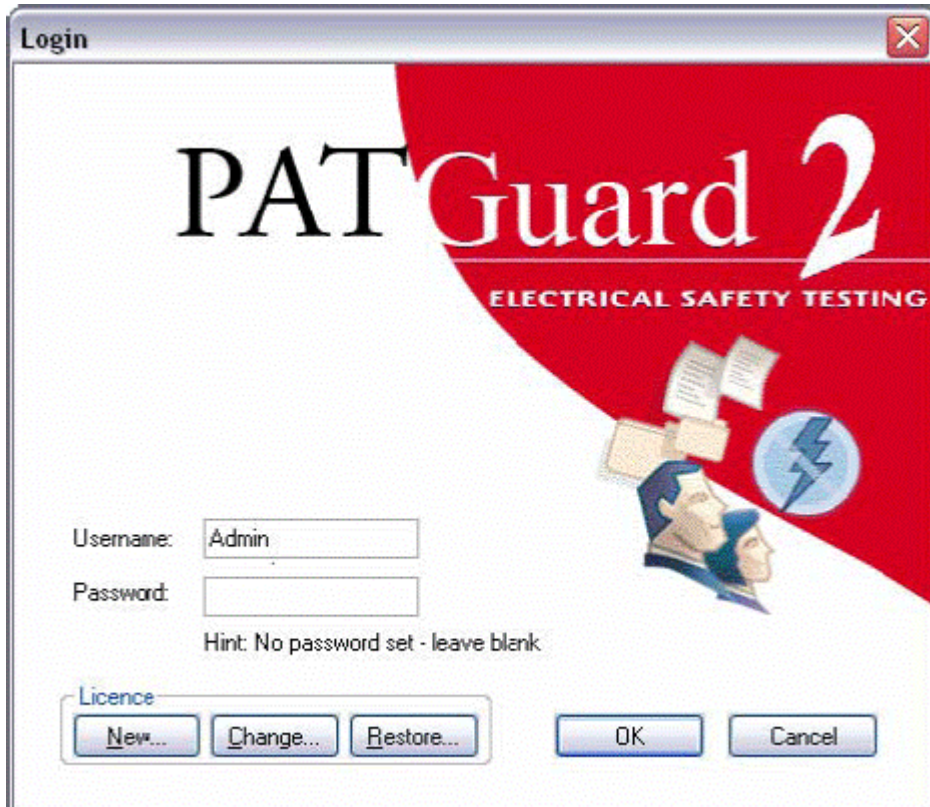 Login
PATGuard 2
ELECTRICAL SAFETY TESTING
Username: Admin
Password:
Hint: No password set - leave blank
Licence
New... Change... Restore... OK Cancel